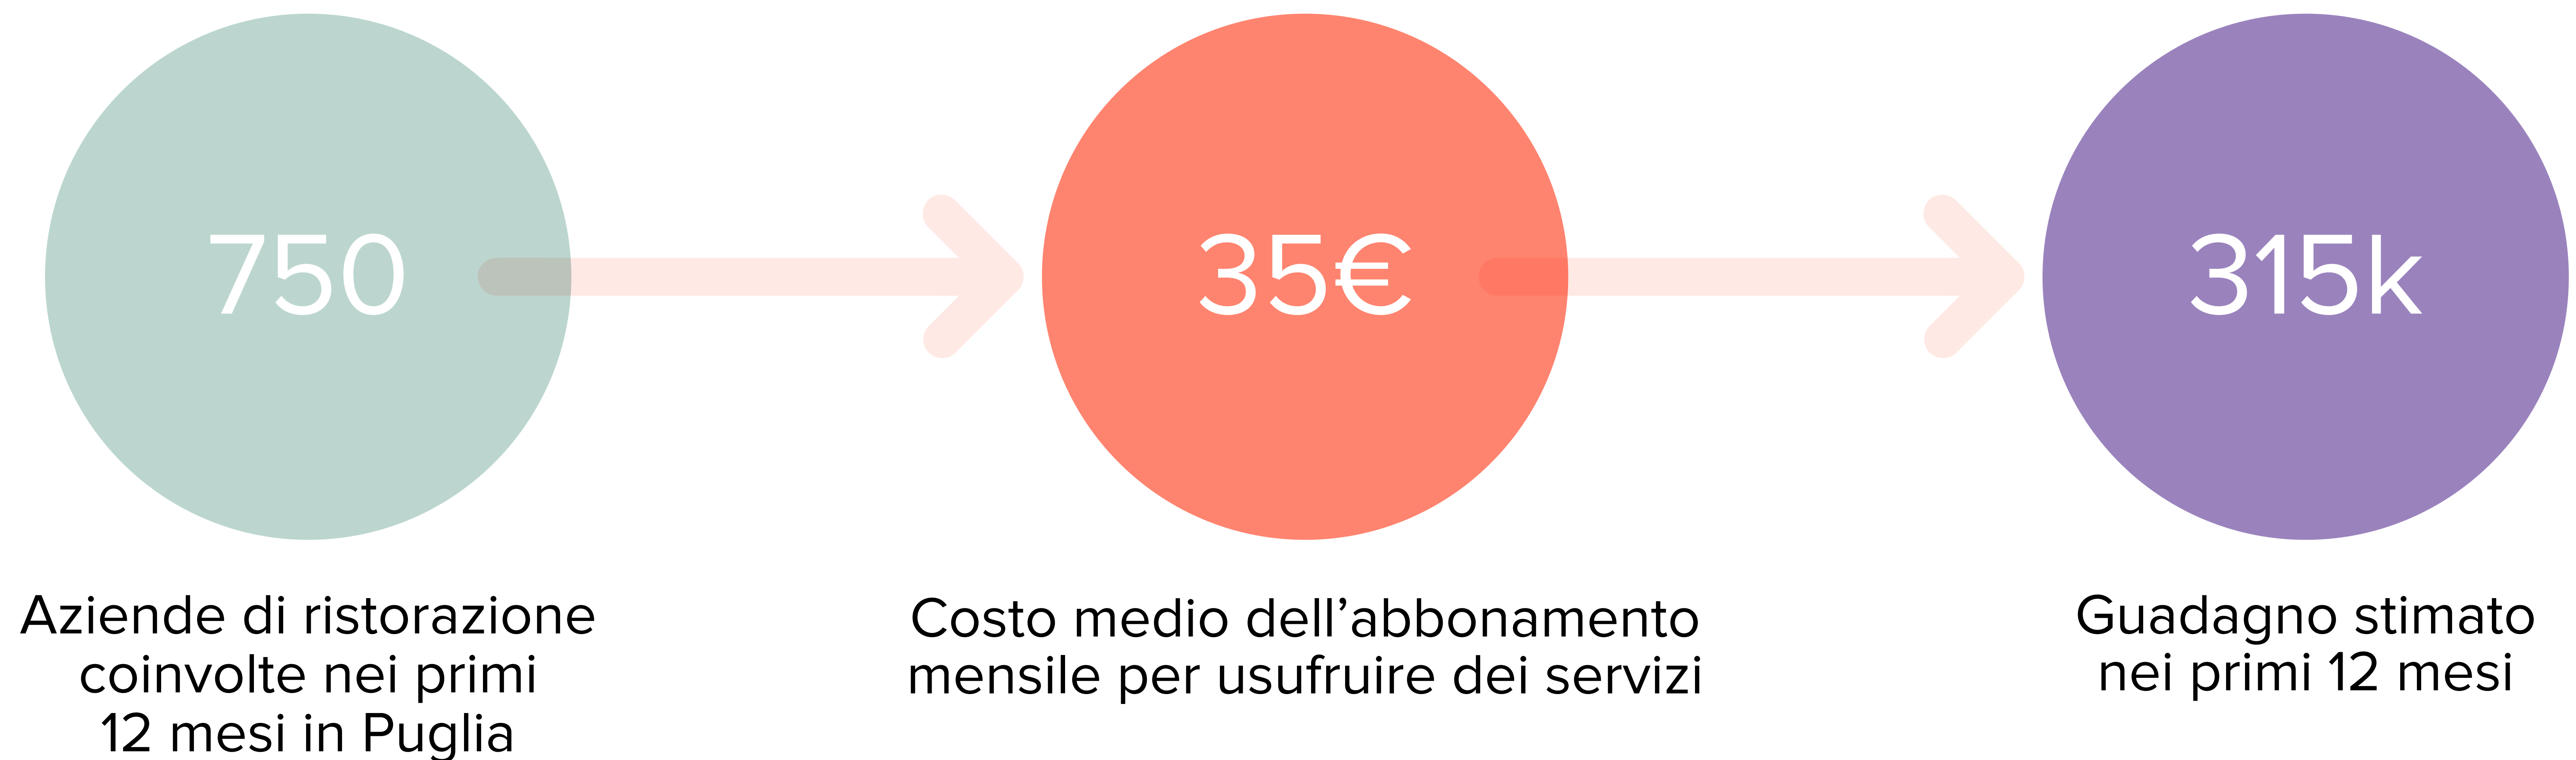 750
35€
315k
Aziende di ristorazione
coinvolte nei primi
12 mesi in Puglia
Costo medio dell’abbonamento
mensile per usufruire dei servizi
Guadagno stimato
nei primi 12 mesi